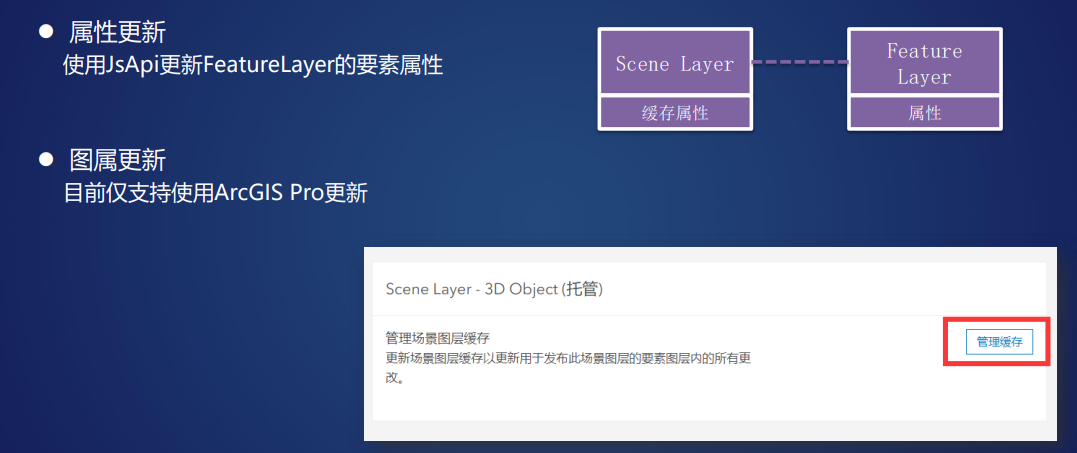 ● 属性更新
使用JsApi更新FeatureLayer的要素属性
Scene Layer
缓存属性
Feature
Layer
属性
● 图属更新
目前仅支持使用ArcGIS Pro更新
Scene Layer - 3D Object (托管)
管理场景图层缓存
更新场景图层缓存以更新用于发布此场景图层的要素图层内的所有更
改。
管理缓存